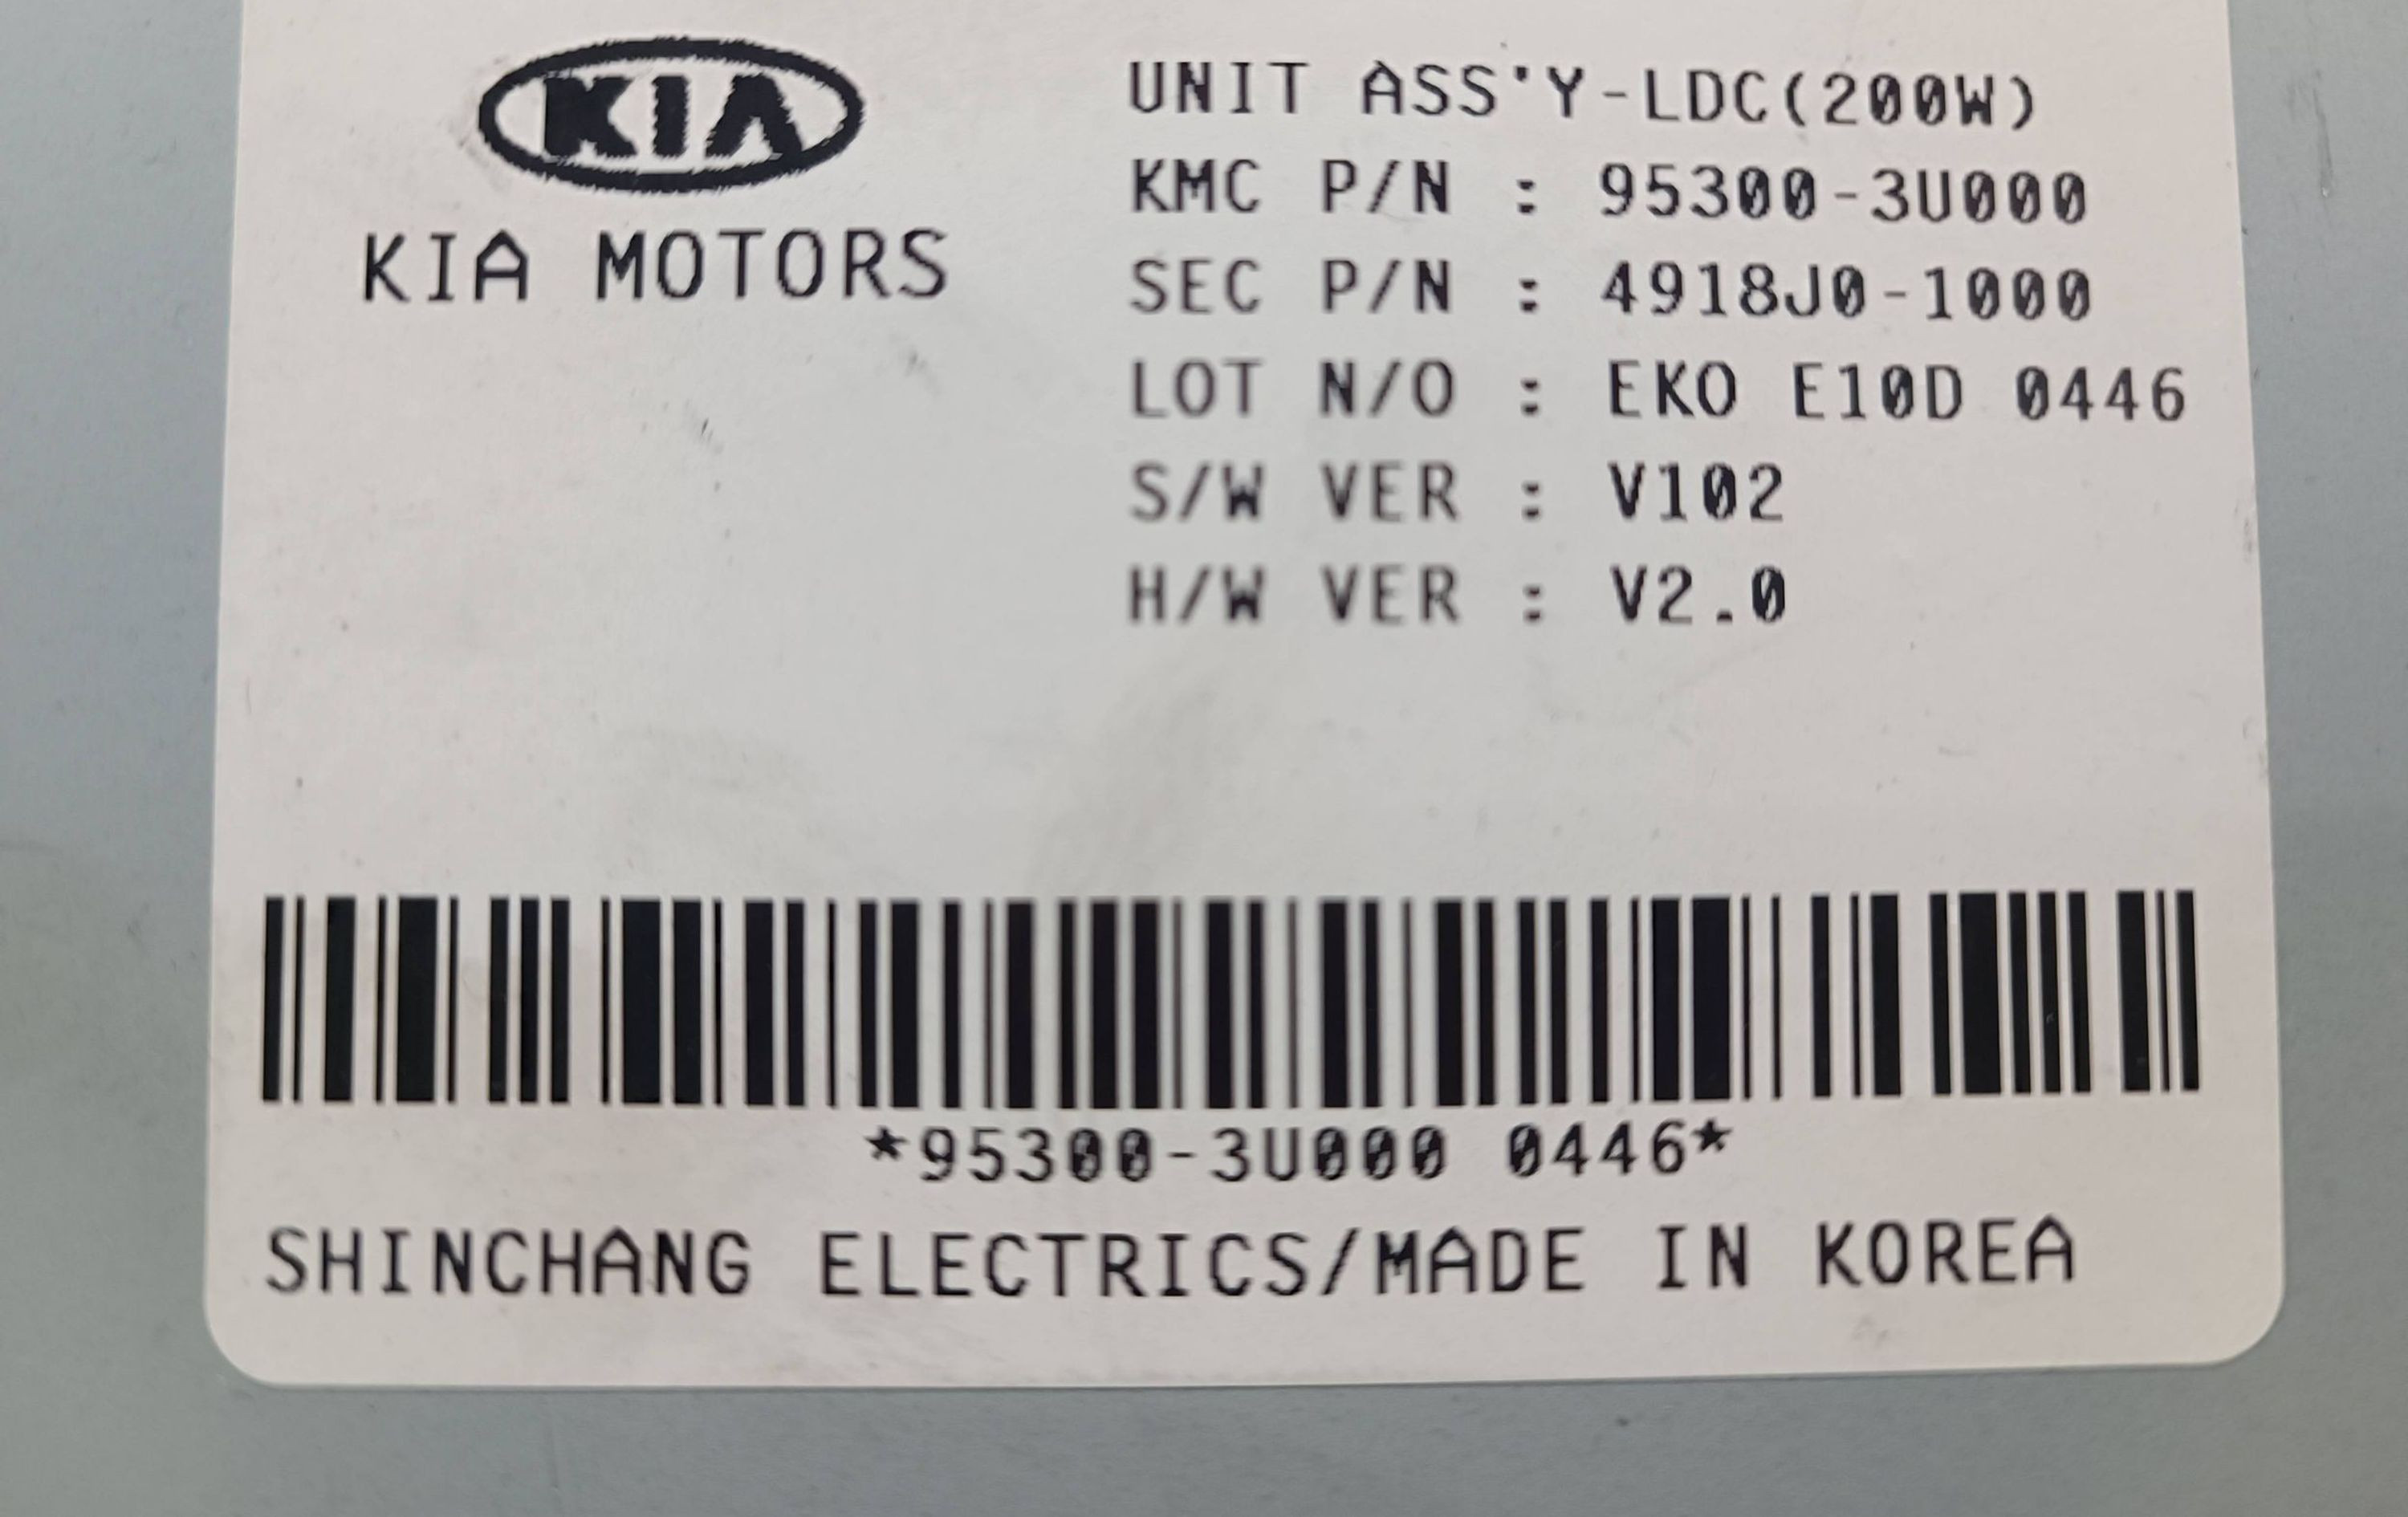 KIA
KIA MOTORS
UNIT ASS'Y-LDC(200W)
KMC P/N : 95300-3U000
SEC P/N : 4918J0-1000
LOT N/O : EKO E10D 0446
S/W VER : V102
H/W VER : V2.0
*95300-3U000 0446*
SHINCHANG ELECTRICS/MADE IN KOREA